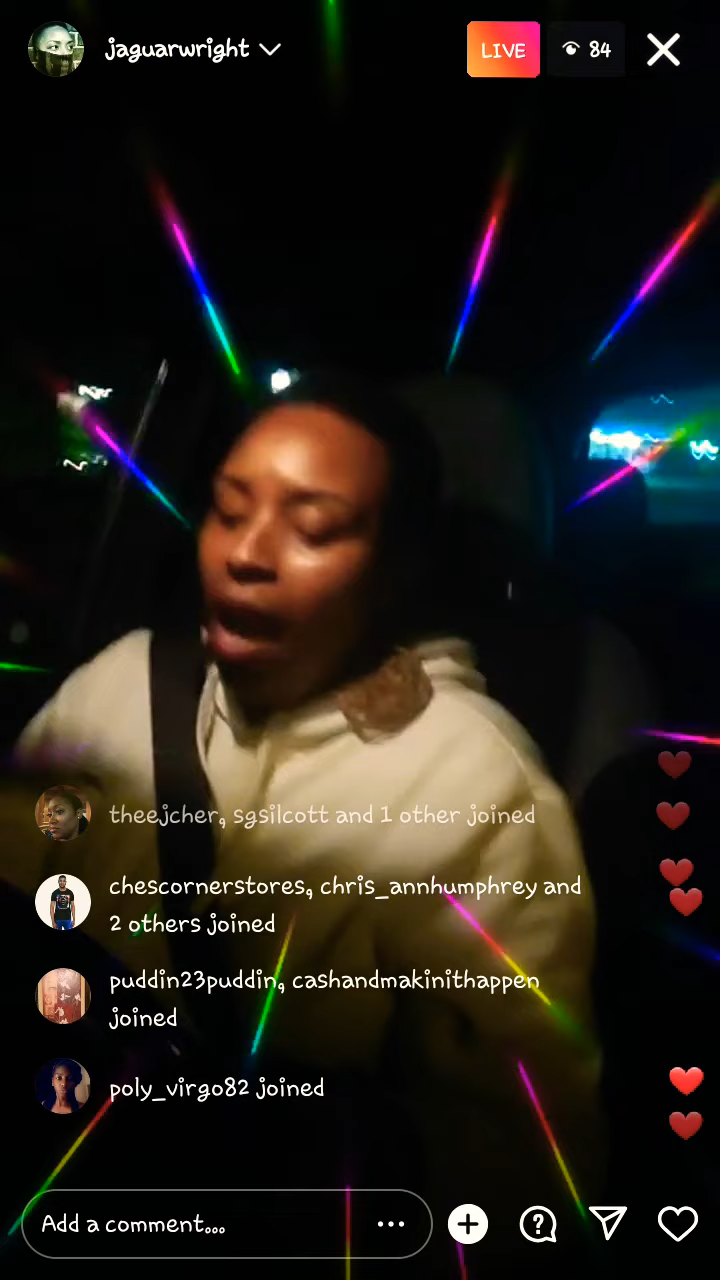 jaguarwright
LIVE
84
theejcher, sgsilcott and 1 other joined
chescornerstores, chris_annhumphrey and
2 others joined
puddin23puddin, cashandmakinithappen
joined
poly_virgo82 joined
Add a comment...